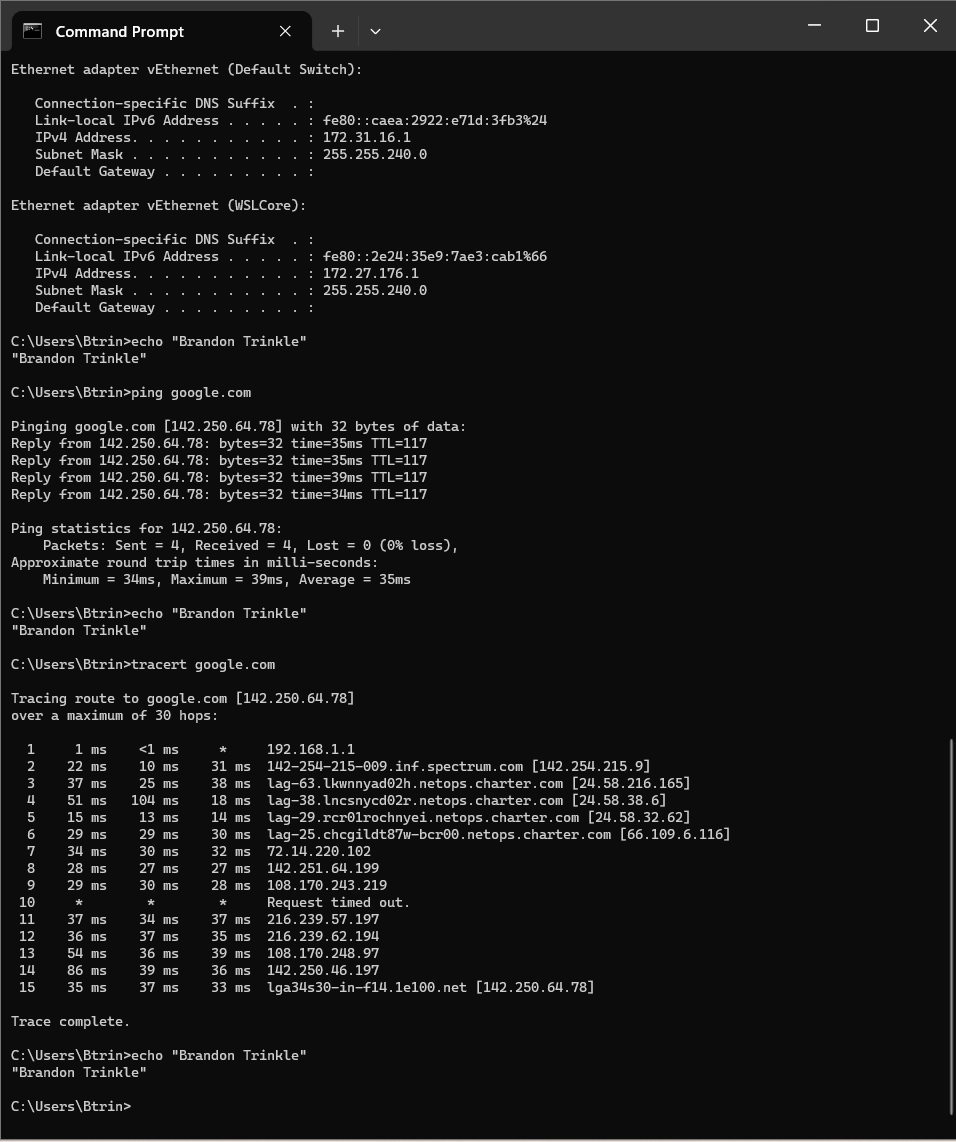 Command Prompt
Ethernet adapter vEthernet (Default Switch):
Connection-specific DNS Suffix  . :
Link-local IPv6 Address . . . . . : fe80::caea:2922:e71d:3fb3%24
IPv4 Address. . . . . . . . . . . : 172.31.16.1
Subnet Mask . . . . . . . . . . . : 255.255.240.0
Default Gateway . . . . . . . . . :
Ethernet adapter vEthernet (WSLCore):
Connection-specific DNS Suffix  . :
Link-local IPv6 Address . . . . . : fe80::2e24:35e9:7ae3:cab1%66
IPv4 Address. . . . . . . . . . . : 172.27.176.1
Subnet Mask . . . . . . . . . . . : 255.255.240.0
Default Gateway . . . . . . . . . :
C:\Users\Btrin>echo "Brandon Trinkle"
"Brandon Trinkle"
C:\Users\Btrin>ping google.com
Pinging google.com [142.250.64.78] with 32 bytes of data:
Reply from 142.250.64.78: bytes=32 time=35ms TTL=117
Reply from 142.250.64.78: bytes=32 time=35ms TTL=117
Reply from 142.250.64.78: bytes=32 time=39ms TTL=117
Reply from 142.250.64.78: bytes=32 time=34ms TTL=117
Ping statistics for 142.250.64.78:
Packets: Sent = 4, Received = 4, Lost = 0 (0% loss),
Approximate round trip times in milli-seconds:
Minimum = 34ms, Maximum = 39ms, Average = 35ms
C:\Users\Btrin>echo "Brandon Trinkle"
"Brandon Trinkle"
C:\Users\Btrin>tracert google.com
Tracing route to google.com [142.250.64.78]
over a maximum of 30 hops:
1     1 ms    <1 ms     *     192.168.1.1
2    22 ms    10 ms    31 ms  142-254-215-009.inf.spectrum.com [142.254.215.9]
3    37 ms    25 ms    38 ms  lag-63.lkwnnyad02h.netops.charter.com [24.58.216.165]
4    51 ms   104 ms    18 ms  lag-38.lncsnycd02r.netops.charter.com [24.58.38.6]
5    15 ms    13 ms    14 ms  lag-29.rcr01rochnyei.netops.charter.com [24.58.32.62]
6    29 ms    29 ms    30 ms  lag-25.chcgildt87w-bcr00.netops.charter.com [66.109.6.116]
7    34 ms    30 ms    32 ms  72.14.220.102
8    28 ms    27 ms    27 ms  142.251.64.199
9    29 ms    30 ms    28 ms  108.170.243.219
10     *        *        *     Request timed out.
11    37 ms    34 ms    37 ms  216.239.57.197
12    36 ms    37 ms    35 ms  216.239.62.194
13    54 ms    36 ms    39 ms  108.170.248.97
14    86 ms    39 ms    36 ms  142.250.46.197
15    35 ms    37 ms    33 ms  lga34s30-in-f14.1e100.net [142.250.64.78]
Trace complete.
C:\Users\Btrin>echo "Brandon Trinkle"
"Brandon Trinkle"
C:\Users\Btrin>